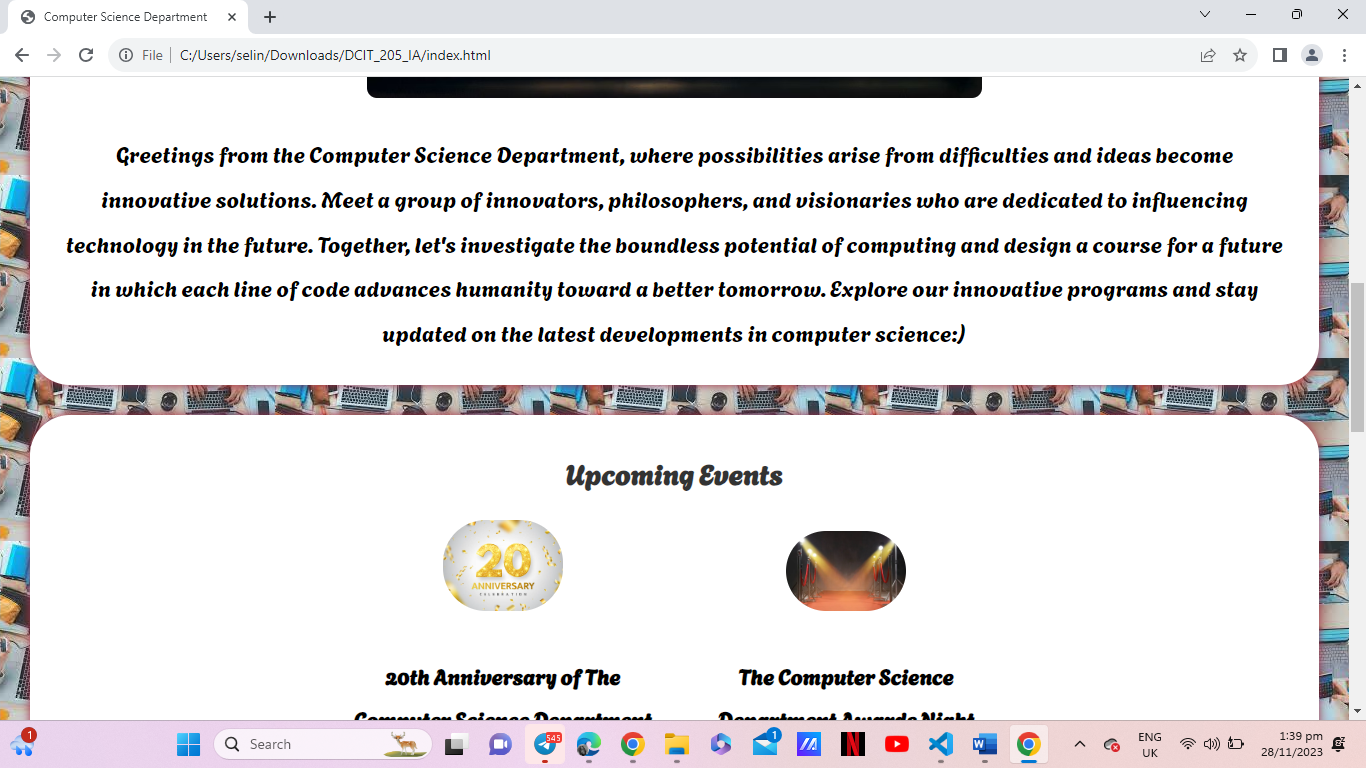 Computer Science Department
File
C:/Users/selin/Downloads/DCIT_205_IA/index.html
Greetings from the Computer Science Department, where possibilities arise from difficulties and ideas become
innovative solutions. Meet a group of innovators, philosophers, and visionaries who are dedicated to influencing
technology in the future. Together, let's investigate the boundless potential of computing and design a course for a future
in which each line of code advances humanity toward a better tomorrow. Explore our innovative programs and stay
updated on the latest developments in computer science:)
Upcoming Events
20
ANNIVERSARY
CELEBRATION
20th Anniversary of The
Computer Science Department
The Computer Science
Department Awards Night
1
Search
545
1
ENG
UK
1:39 pm
28/11/2023